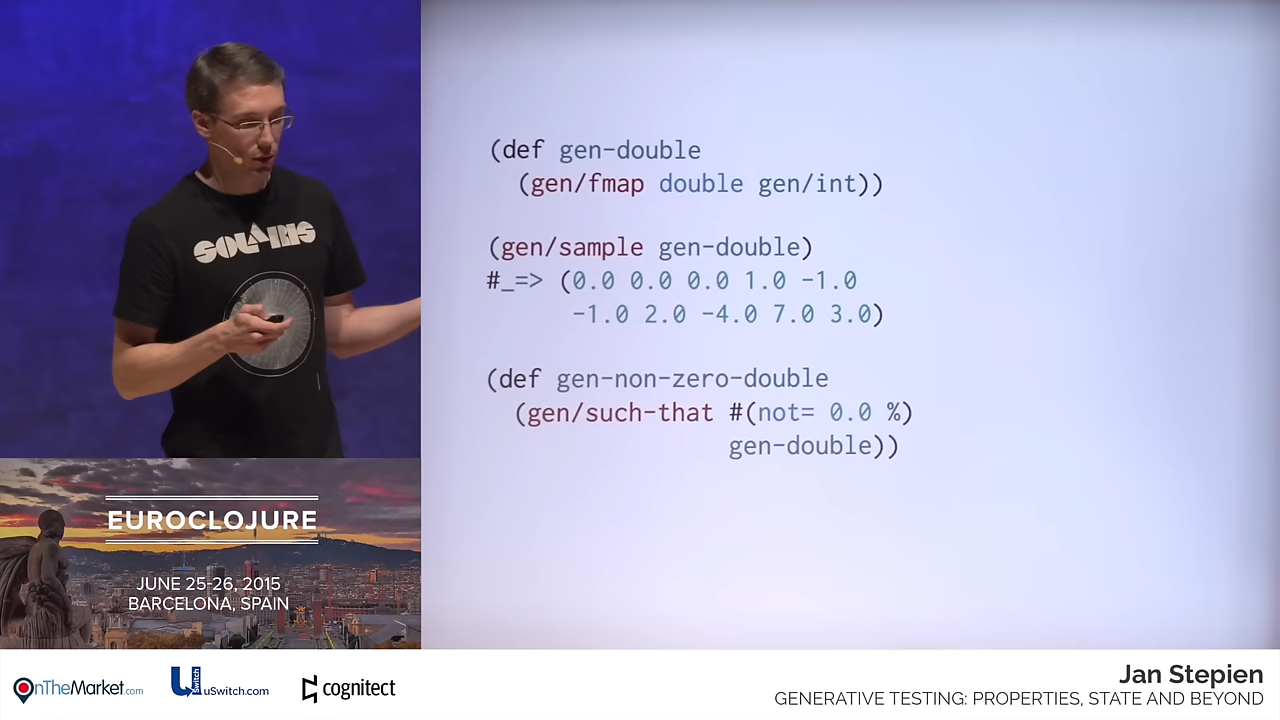 SOLARIS
(def gen-double
(gen/fmap double gen/int))
(gen/sample gen-double)
#_=> (0.0 0.0 0.0 1.0 -1.0
-1.0 2.0 -4.0 7.0 3.0)
(def gen-non-zero-double
(gen/such-that #(not= 0.0 %)
gen-double))
EUROCLOJURE
JUNE 25-26, 2015
BARCELONA, SPAIN
OnTheMarket.com
uSwitch
uSwitch.com
cognitect
Jan Stepien
GENERATIVE TESTING: PROPERTIES, STATE AND BEYOND